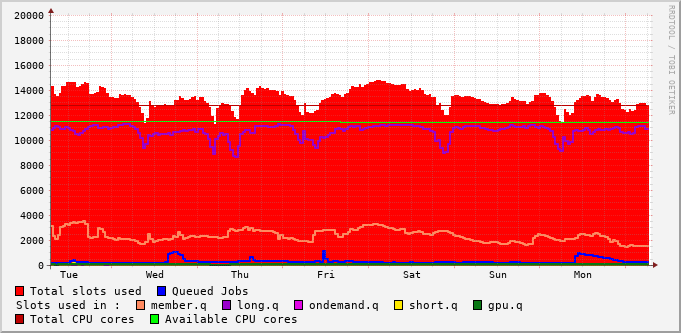 20000
18000
16000
14000
12000
10000
8000
6000
4000
2000
0
Tue Wed Thu Fri Sat Sun Mon
RRDTOOL / TOBI OETIKER
Total slots used Queued Jobs
Slots used in : member.q long.q ondemand.q short.q gpu.q
Total CPU cores Available CPU cores